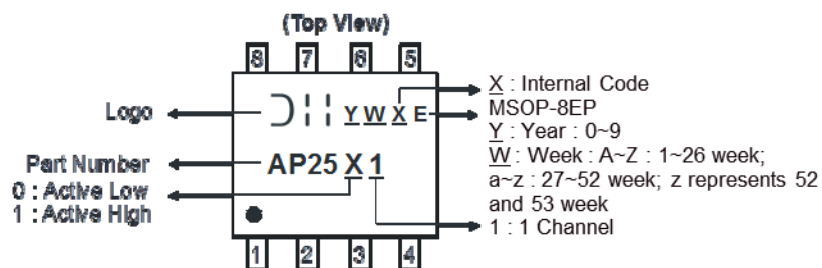 (Top View)
8 7 6 5
Logo
Y W X E
X : Internal Code
MSOP-8EP
Y : Year : 0~9
W : Week : A~Z : 1~26 week;
a~z : 27~52 week; z represents 52
and 53 week
Part Number
AP25 X 1
0 : Active Low
1 : Active High
1 : 1 Channel
1 2 3 4